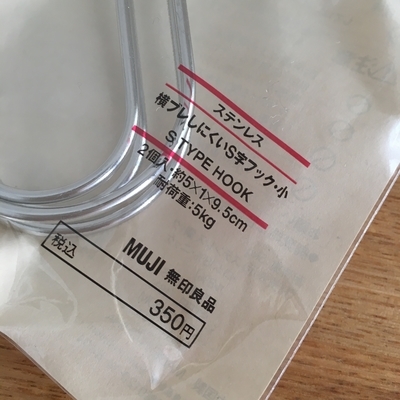 ステンレス
横ブレしにくいS字フック・小
S TYPE HOOK
2個入・約5×1×9.5cm
耐荷重:5kg
MUJI 無印良品
税込 350円